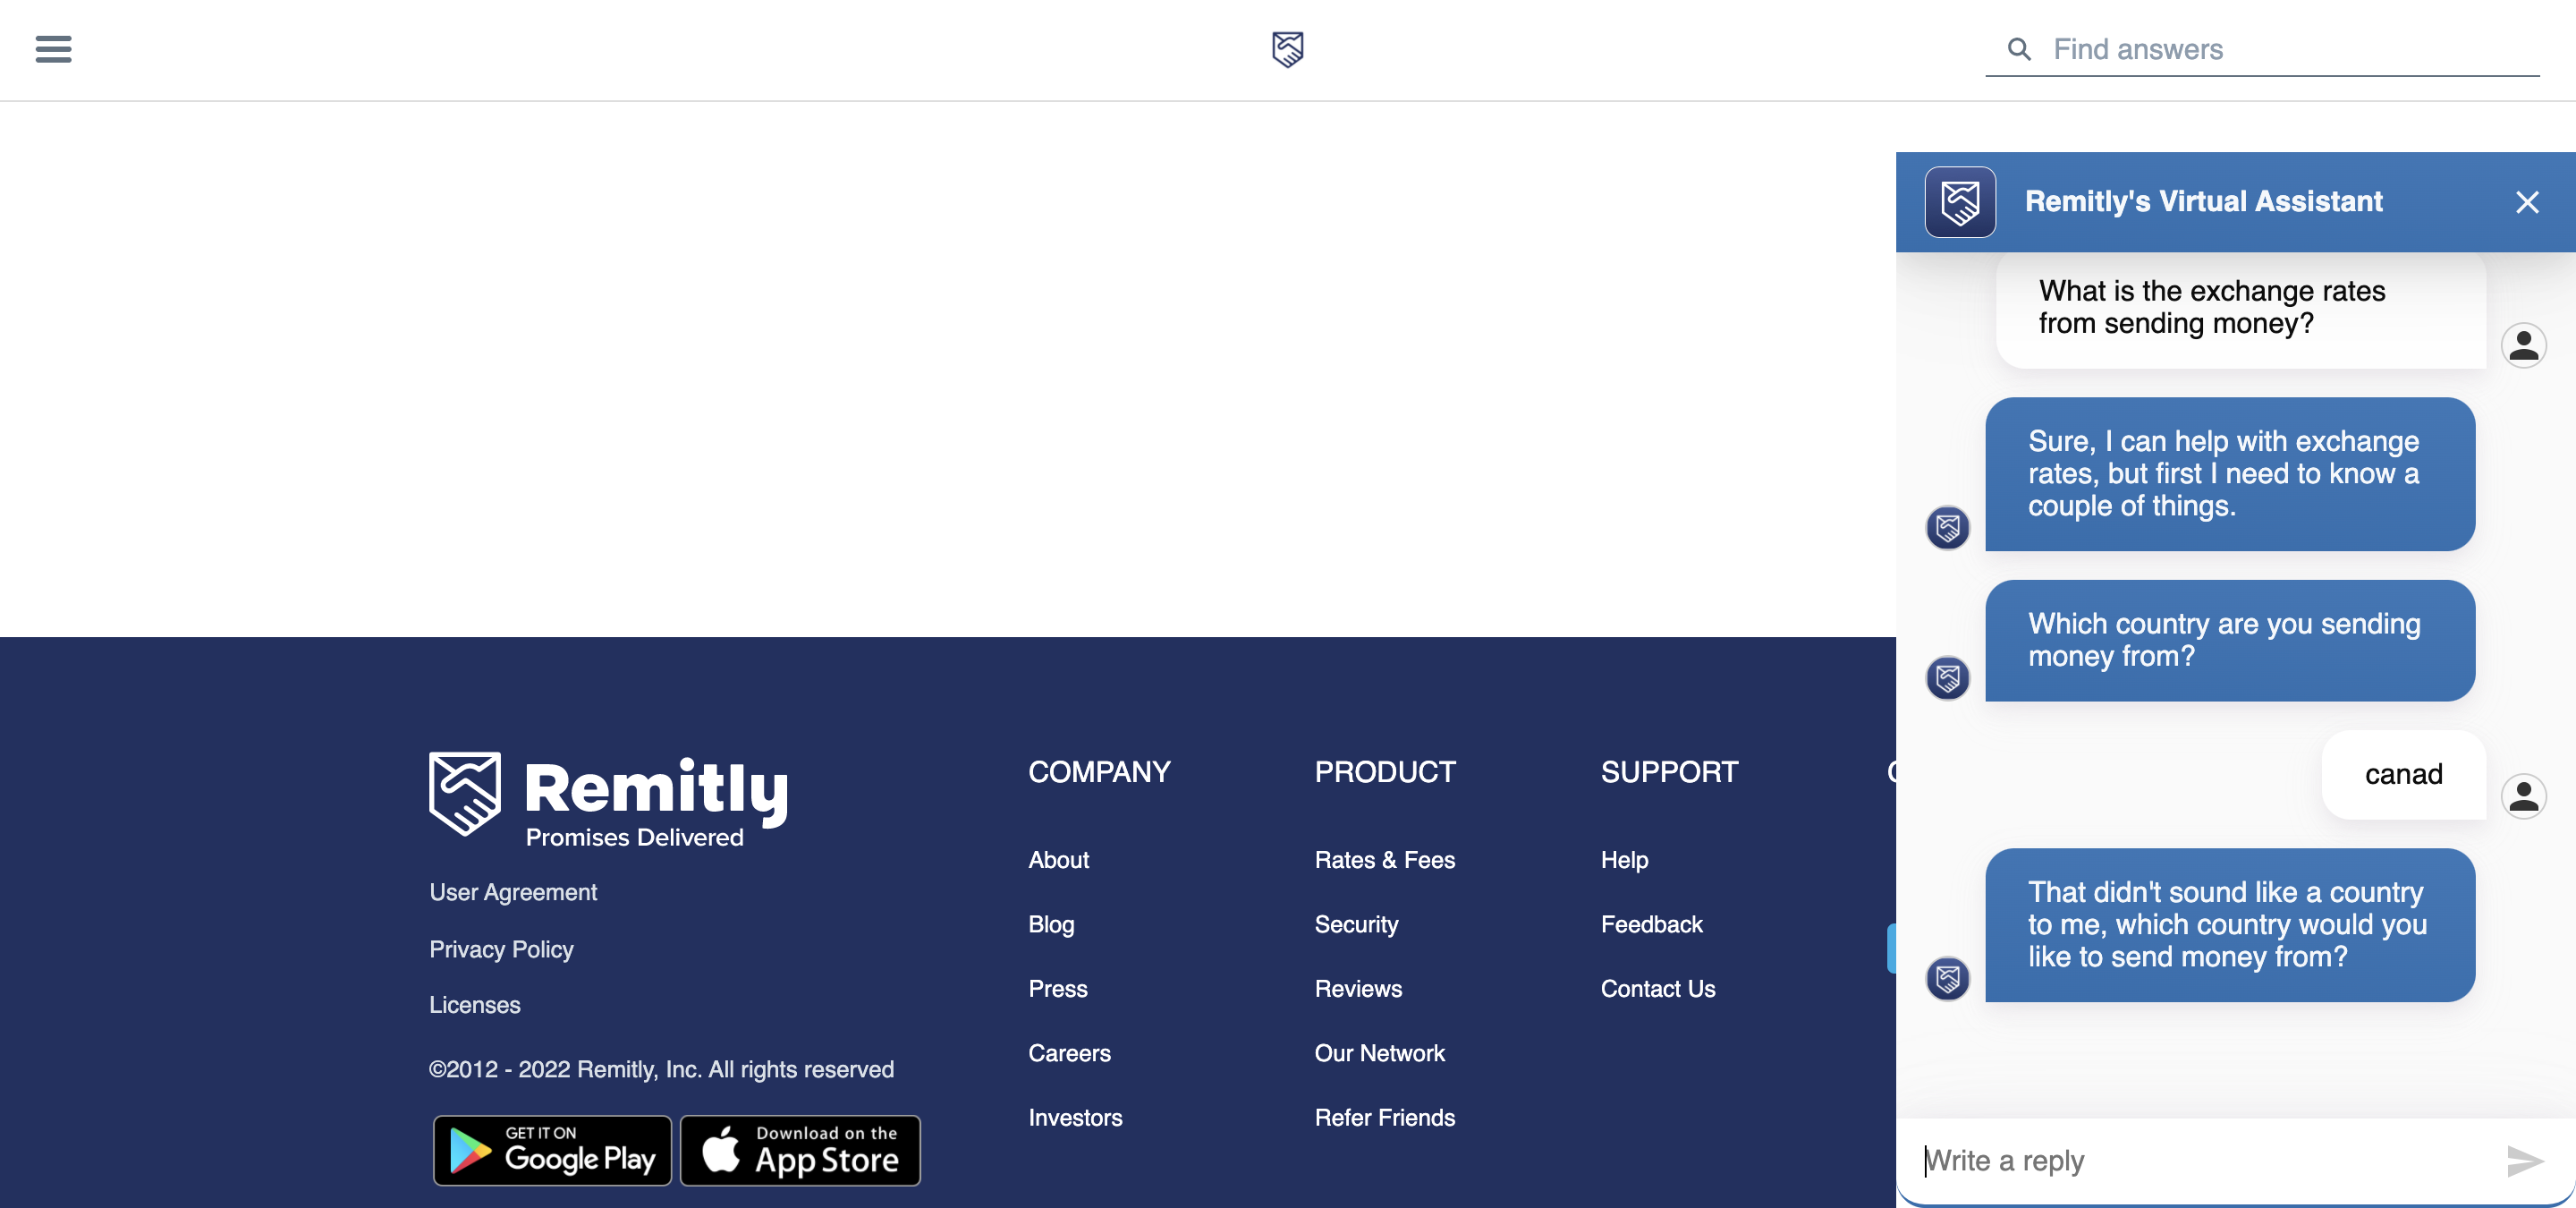 Find answers
Remitly's Virtual Assistant
What is the exchange rates
from sending money?
Sure, I can help with exchange
rates, but first I need to know a
couple of things.
Which country are you sending
money from?
canad
That didn't sound like a country
to me, which country would you
like to send money from?
Write a reply
Remitly
Promises Delivered
User Agreement
Privacy Policy
Licenses
©2012 - 2022 Remitly, Inc. All rights reserved
GET IT ON
Google Play
Download on the
App Store
COMPANY
About
Blog
Press
Careers
Investors
PRODUCT
Rates & Fees
Security
Reviews
Our Network
Refer Friends
SUPPORT
Help
Feedback
Contact Us